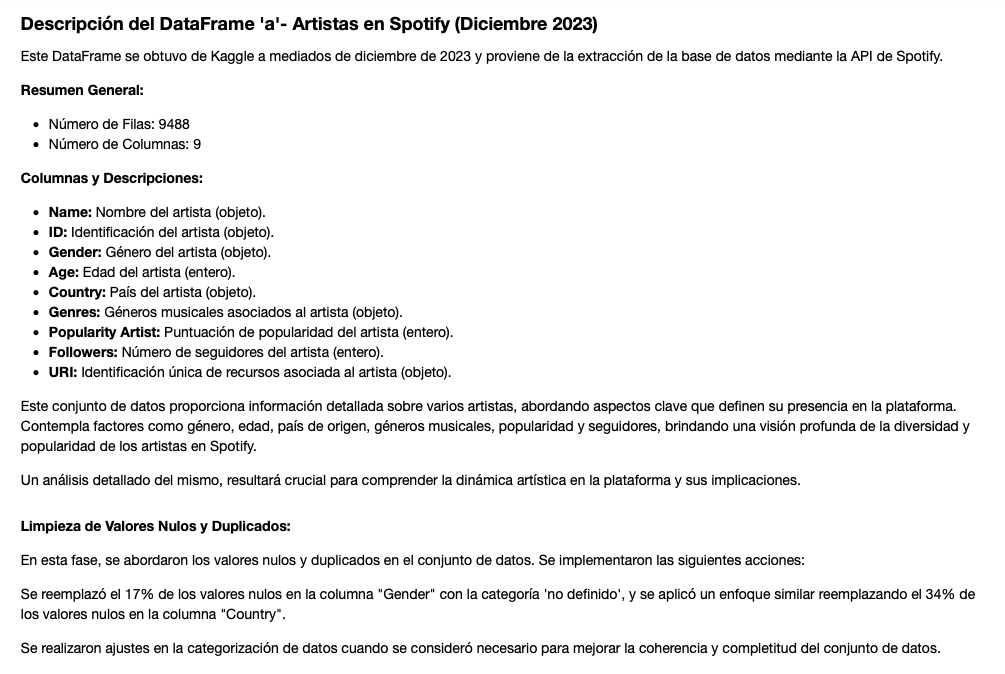 Descripción del DataFrame 'a'- Artistas en Spotify (Diciembre 2023)
Este DataFrame se obtuvo de Kaggle a mediados de diciembre de 2023 y proviene de la extracción de la base de datos mediante la API de Spotify.
Resumen General:
• Número de Filas: 9488
• Número de Columnas: 9
Columnas y Descripciones:
• Name: Nombre del artista (objeto).
• ID: Identificación del artista (objeto).
• Gender: Género del artista (objeto).
• Age: Edad del artista (entero).
• Country: País del artista (objeto).
• Genres: Géneros musicales asociados al artista (objeto).
• Popularity Artist: Puntuación de popularidad del artista (entero).
• Followers: Número de seguidores del artista (entero).
• URI: Identificación única de recursos asociada al artista (objeto).
Este conjunto de datos proporciona información detallada sobre varios artistas, abordando aspectos clave que definen su presencia en la plataforma.
Contempla factores como género, edad, país de origen, géneros musicales, popularidad y seguidores, brindando una visión profunda de la diversidad y
popularidad de los artistas en Spotify.
Un análisis detallado del mismo, resultará crucial para comprender la dinámica artística en la plataforma y sus implicaciones.
Limpieza de Valores Nulos y Duplicados:
En esta fase, se abordaron los valores nulos y duplicados en el conjunto de datos. Se implementaron las siguientes acciones:
Se reemplazó el 17% de los valores nulos en la columna "Gender" con la categoría 'no definido', y se aplicó un enfoque similar reemplazando el 34% de
los valores nulos en la columna "Country".
Se realizaron ajustes en la categorización de datos cuando se consideró necesario para mejorar la coherencia y completitud del conjunto de datos.